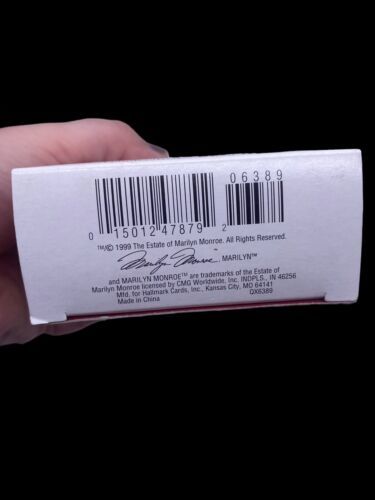 06389
0 15012 47879 2
™/© 1999 The Estate of Marilyn Monroe. All Rights Reserved.
Marilyn Monroe™, MARILYN™
and MARILYN MONROE™ are trademarks of the Estate of
Marilyn Monroe licensed by CMG Worldwide, Inc., INDPLS., IN 46256
Mfd. for Hallmark Cards, Inc., Kansas City, MO 64141
Made in China QX6389